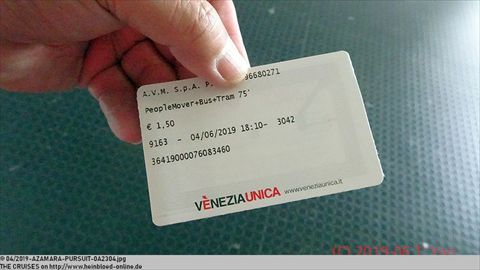 A.V.M. S.p.A. P. 96680271
PeopleMover+Bus+Tram 75'
€ 1,50
9163 - 04/06/2019 18:10- 3042
36419000076083460
VENEZIAUNICA www.veneziaunica.it
© 04/2019-AZAMARA-PURSUIT-0A2304.jpg
THE CRUISES on http://www.heinbloed-online.de